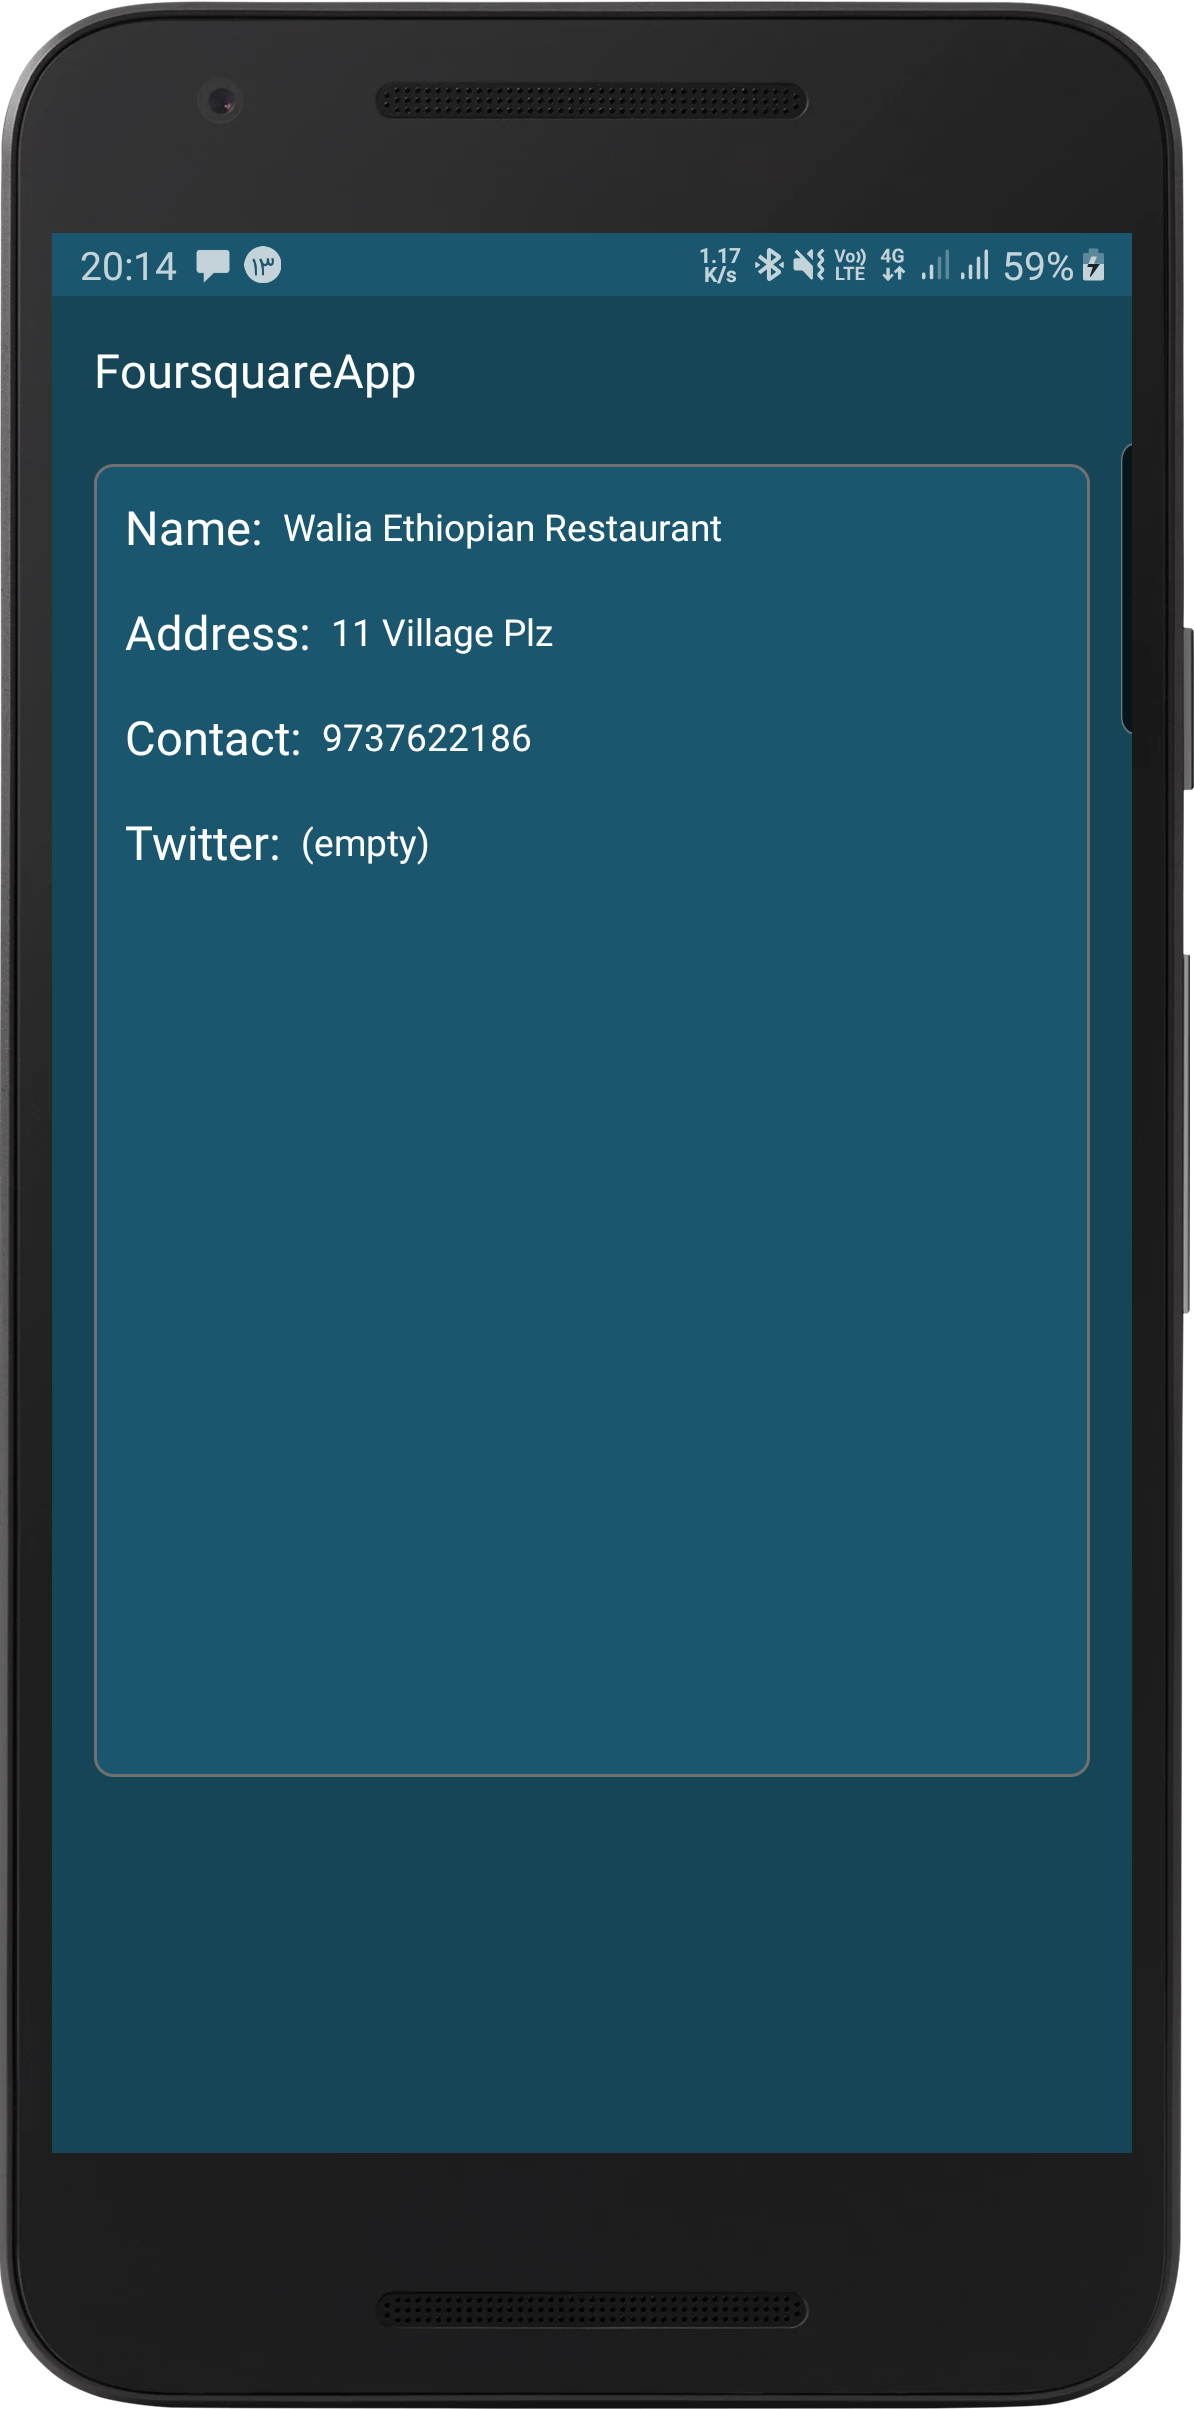 20:14 ۱۳ 1.17 K/s Vo)) LTE 4G 59%
FoursquareApp
Name: Walia Ethiopian Restaurant
Address: 11 Village Plz
Contact: 9737622186
Twitter: (empty)